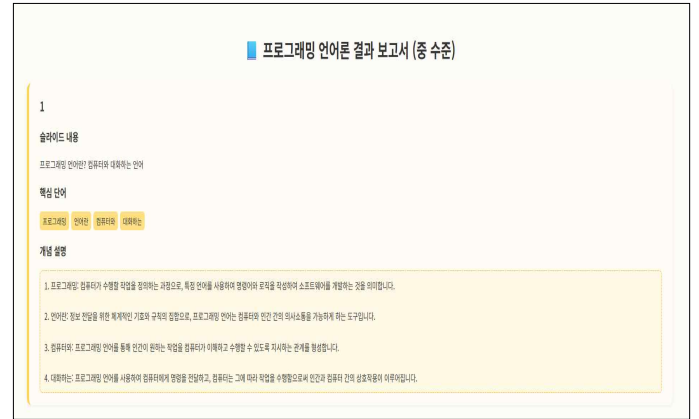 📘 프로그래밍 언어론 결과 보고서 (중 수준)
1
슬라이드 내용
프로그래밍 언어란? 컴퓨터와 대화하는 언어
핵심 단어
프로그래밍 언어란 컴퓨터와 대화하는
개념 설명
1. 프로그래밍: 컴퓨터가 수행할 작업을 정의하는 과정으로, 특정 언어를 사용하여 명령어와 로직을 작성하여 소프트웨어를 개발하는 것을 의미합니다.
2. 언어란: 정보 전달을 위한 체계적인 기호와 규칙의 집합으로, 프로그래밍 언어는 컴퓨터와 인간 간의 의사소통을 가능하게 하는 도구입니다.
3. 컴퓨터와: 프로그래밍 언어를 통해 인간이 원하는 작업을 컴퓨터가 이해하고 수행할 수 있도록 지시하는 관계를 형성합니다.
4. 대화하는: 프로그래밍 언어를 사용하여 컴퓨터에게 명령을 전달하고, 컴퓨터는 그에 따라 작업을 수행함으로써 인간과 컴퓨터 간의 상호작용이 이루어집니다.